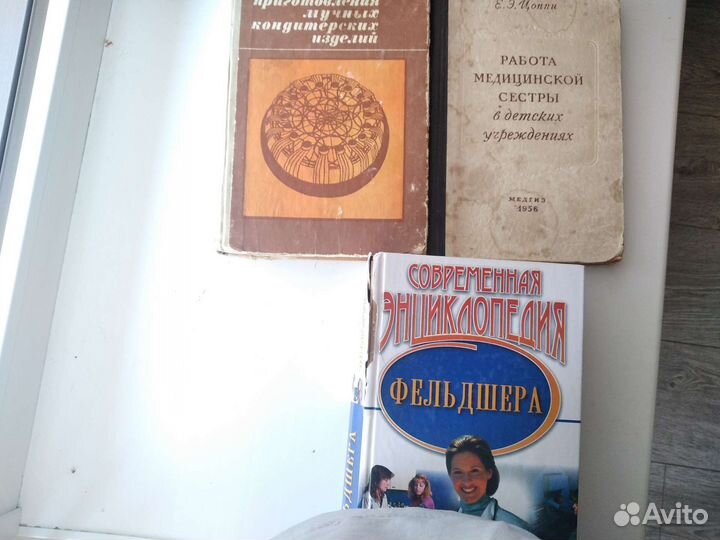 приготовления
мучных
кондитерских
изделий
Е. Э. Цоппи
РАБОТА
МЕДИЦИНСКОЙ
СЕСТРЫ
в детских
учреждениях
МЕДГИЗ
1956
СОВРЕМЕННАЯ
ЭНЦИКЛОПЕДИЯ
ФЕЛЬДШЕРА
Avito